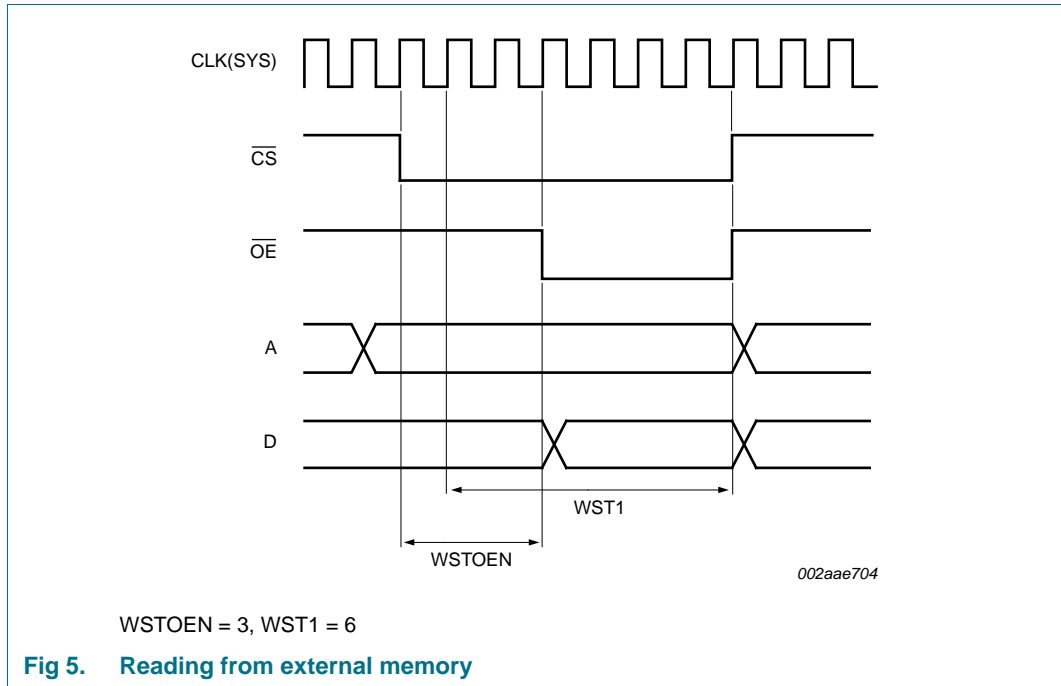 CLK(SYS)
CS
OE
A
D
WST1
WSTOEN
002aae704
WSTOEN = 3, WST1 = 6
Fig 5. Reading from external memory